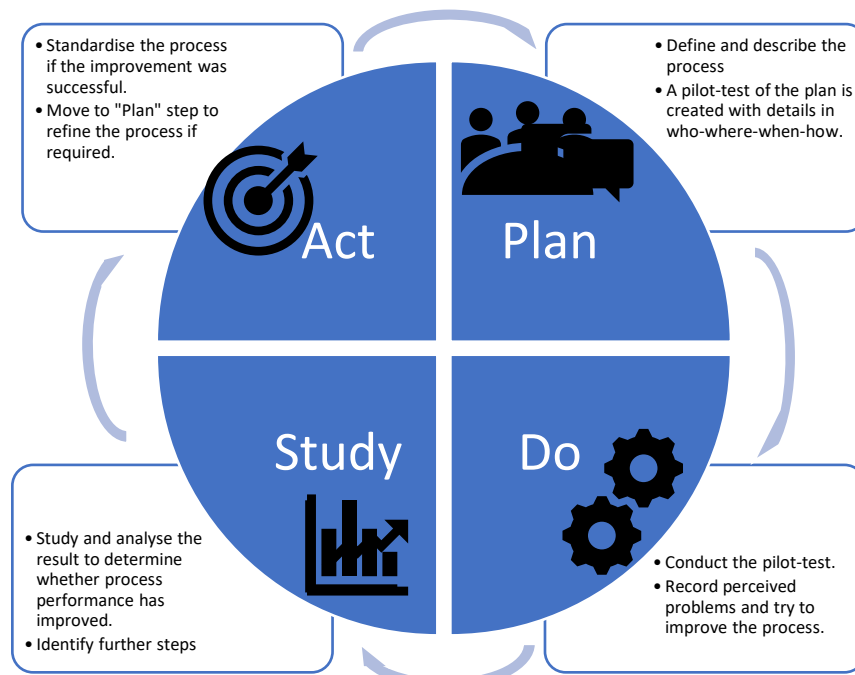 • Standardise the process
if the improvement was
successful.
• Move to "Plan" step to
refine the process if
required.
• Define and describe the
process
• A pilot-test of the plan is
created with details in
who-where-when-how.
Act
Plan
Study
Do
• Study and analyse the
result to determine
whether process
performance has
improved.
• Identify further steps
• Conduct the pilot-test.
• Record perceived
problems and try to
improve the process.